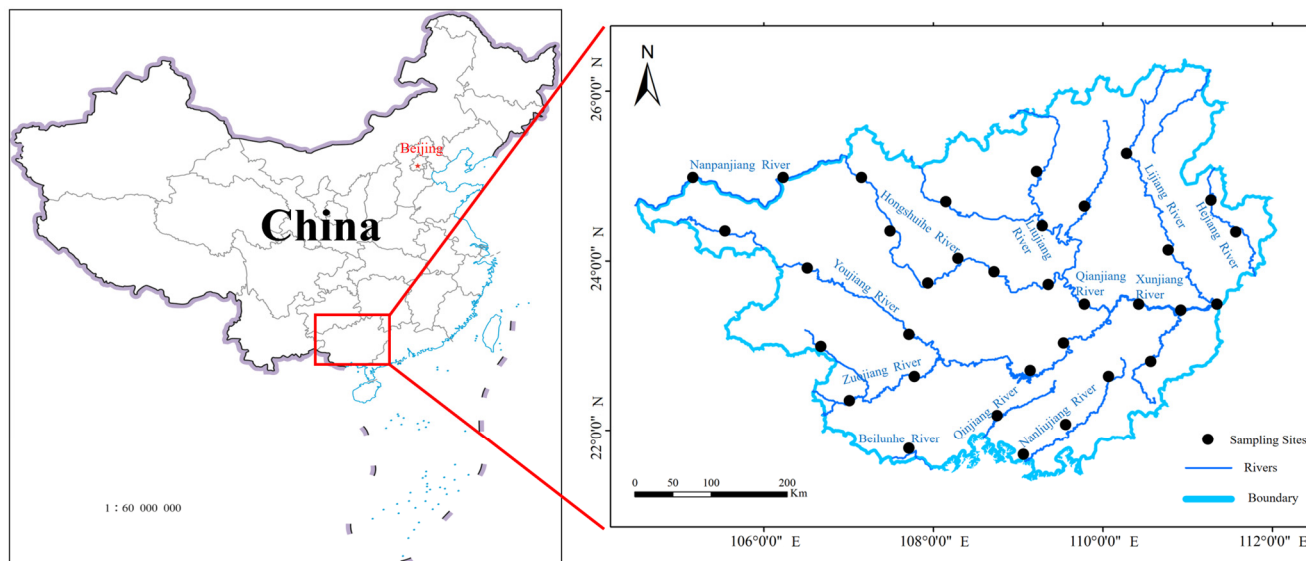 Beijing
China
1：60 000 000
N
26°0'0" N
24°0'0" N
22°0'0" N
Nanpanjiang River
Hongshuihe River
Liujiang River
Lijiang River
Hejiang River
Youjiang River
Qianjiang
River
Xunjiang
River
Zuojiang River
Qinjiang River
Nanliujiang River
Beilunhe River
Sampling Sites
Rivers
Boundary
0 50 100 200
Km
106°0'0" E
108°0'0" E
110°0'0" E
112°0'0" E